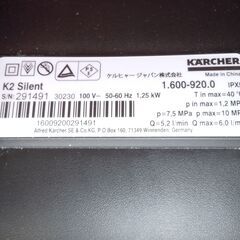 ケルヒャー ジャパン株式会社
KÄRCHER
Made in China
K2 Silent
1.600-920.0
IPX5
S/N: 291491 30230 100 V~ 50-60 Hz 1,25 kW
T in max=40 °
p in max=1,2 MP
p=7,5 MPa p max=10 MP
16009200291491
Q=5,2 l/min Q max=6,0 l/
Alfred Kärcher SE & Co. KG, P O Box 160, 71349 Winnenden, Germany